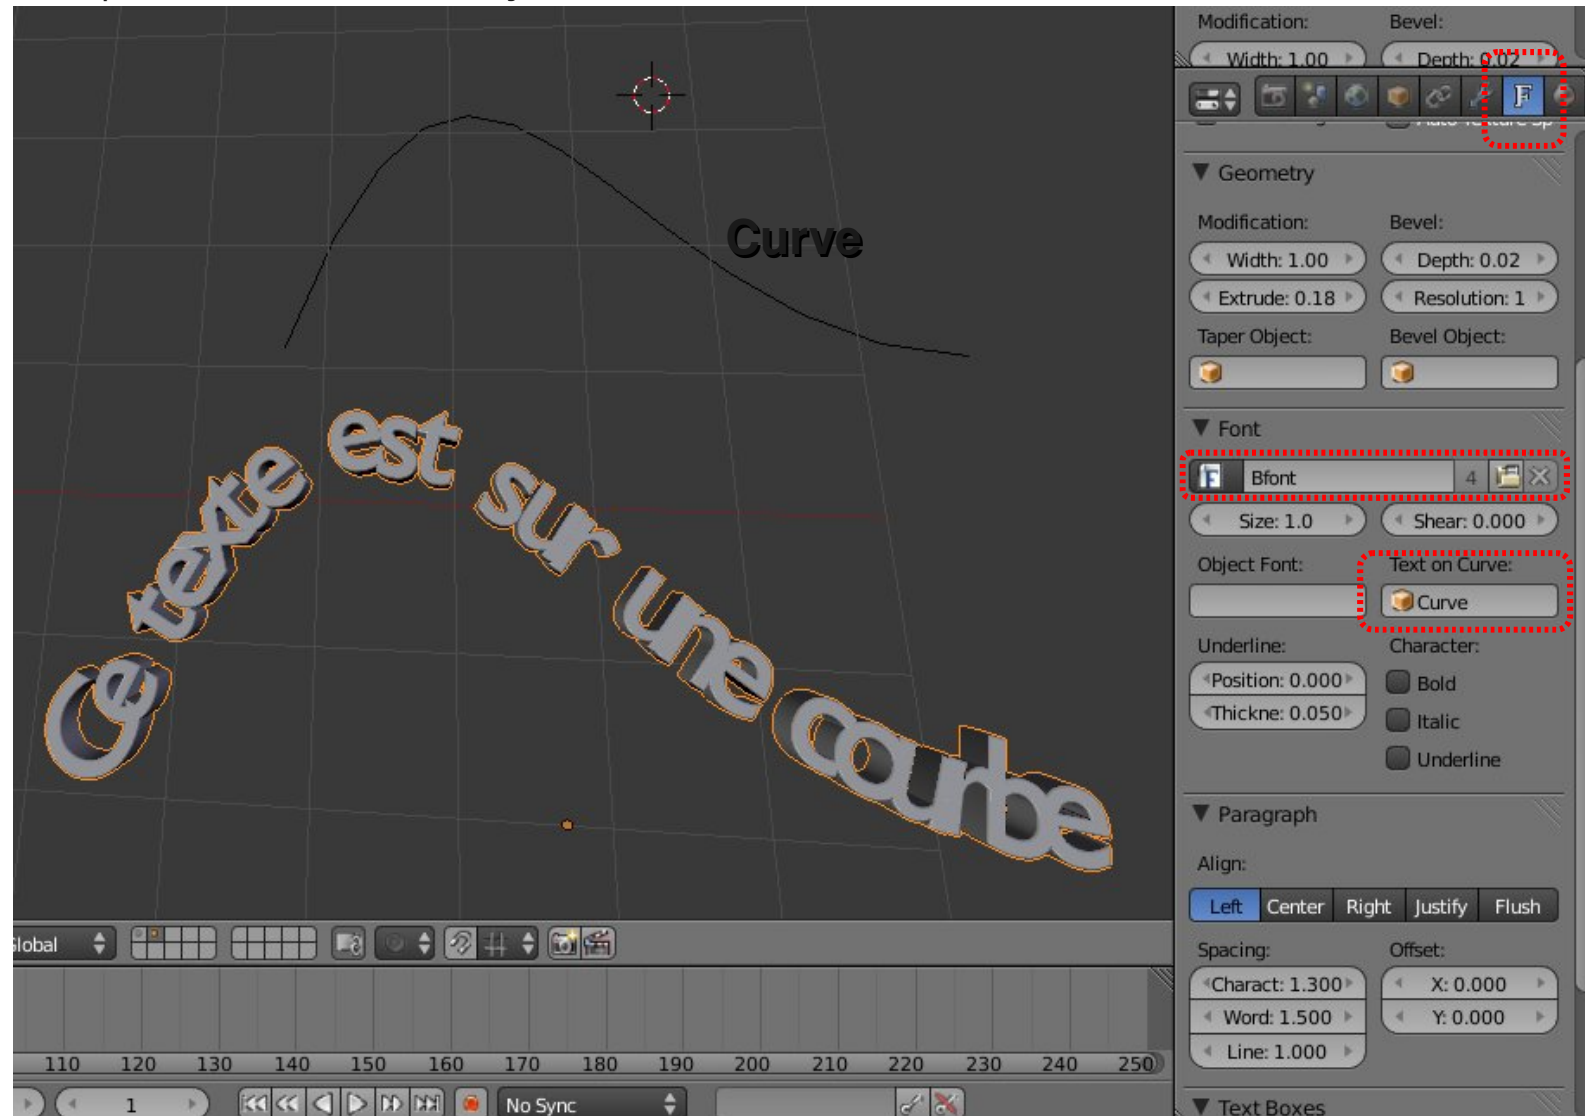 Modification: Bevel:
Width: 1.00 Depth: 0.02
Geometry
Modification: Bevel:
Width: 1.00 Depth: 0.02
Extrude: 0.18 Resolution: 1
Taper Object: Bevel Object:
Curve
Font
F Bfont 4
Size: 1.0 Shear: 0.000
Object Font: Text on Curve:
Curve
Underline: Character:
Position: 0.000 Bold
Thickne: 0.050 Italic
Underline
Ce texte est sur une courbe
Paragraph
Align:
Left Center Right Justify Flush
Spacing: Offset:
Charact: 1.300 X: 0.000
Word: 1.500 Y: 0.000
Line: 1.000
Text Boxes
lobal
110 120 130 140 150 160 170 180 190 200 210 220 230 240 250
1 No Sync